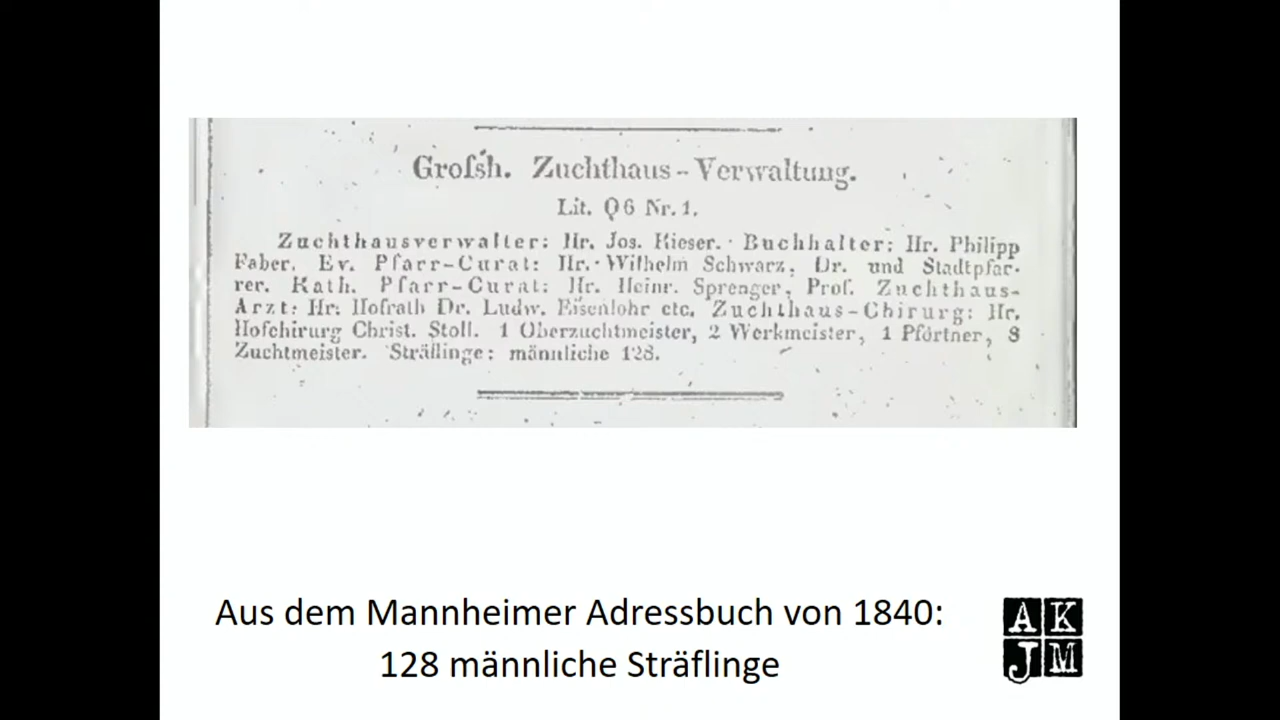 Groſsh. Zuchthaus-Verwaltung.
Lit. Q6 Nr. 1.
Zuchthausverwalter: Hr. Jos. Kieser. Buchhalter: Hr. Philipp
Faber. Ev. Pfarr-Curat: Hr. Wilhelm Schwarz, Dr. und Stadtpfar-
rer. Kath. Pfarr-Curat: Hr. Heinr. Sprenger, Prof. Zuchthaus-
Arzt: Hr. Hofrath Dr. Ludw. Eisenlohr etc. Zuchthaus-Chirurg: Hr.
Hofchirurg Christ. Stoll. 1 Oberzuchtmeister, 2 Werkmeister, 1 Pförtner, 8
Zuchtmeister. Sträflinge: männliche 128.
Aus dem Mannheimer Adressbuch von 1840:
128 männliche Sträflinge
AK
JM